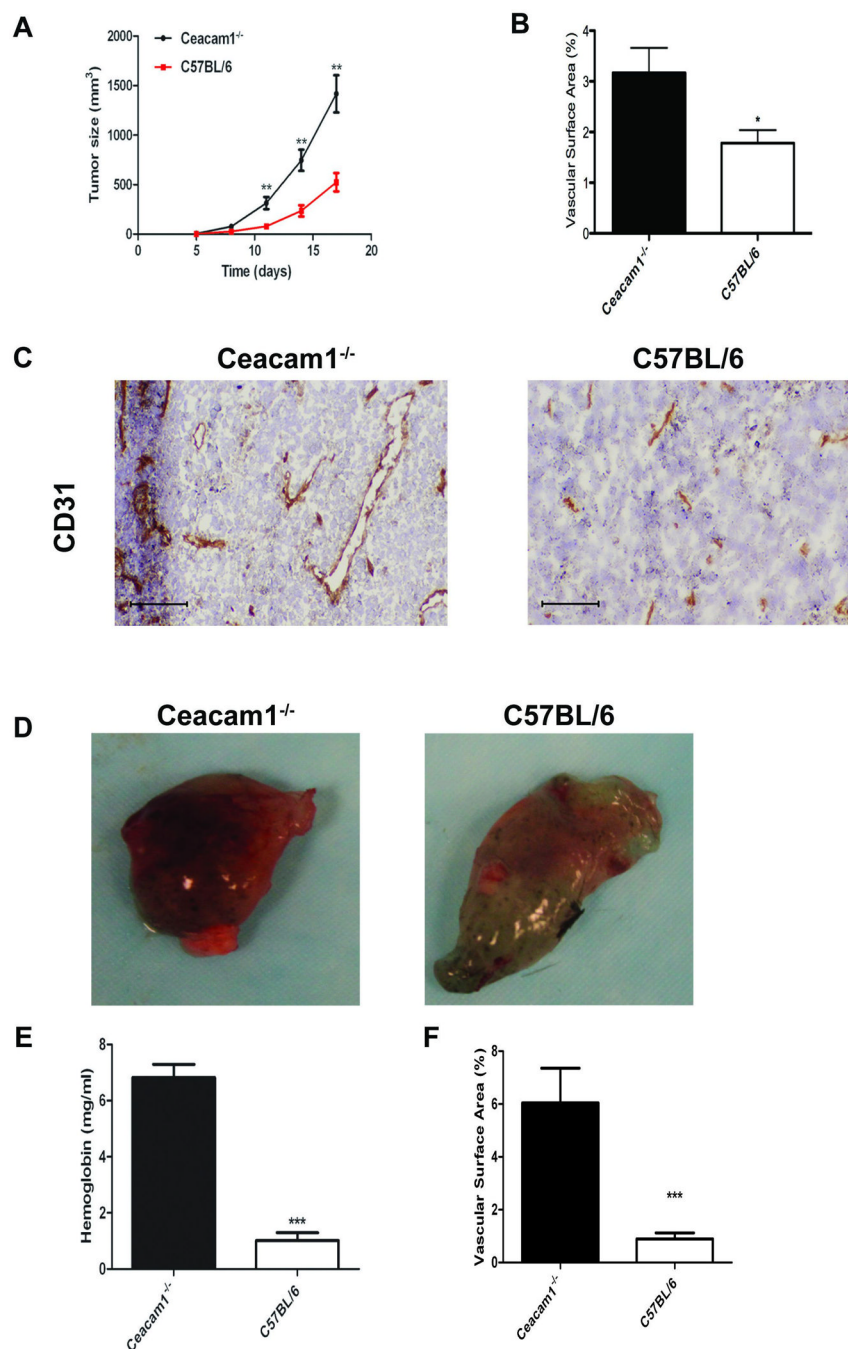 A
Ceacam1-/-
C57BL/6
Tumor size (mm3)
2000
1500
1000
500
0
**
**
**
0 5 10 15 20
Time (days)
B
Vascular Surface Area (%)
4
3
2
1
0
*
Ceacam1-/-
C57BL/6
C
Ceacam1-/-
C57BL/6
CD31
D
Ceacam1-/-
C57BL/6
E
Hemoglobin (mg/ml)
8
6
4
2
0
***
Ceacam1-/-
C57BL/6
F
Vascular Surface Area (%)
8
6
4
2
0
***
Ceacam1-/-
C57BL/6